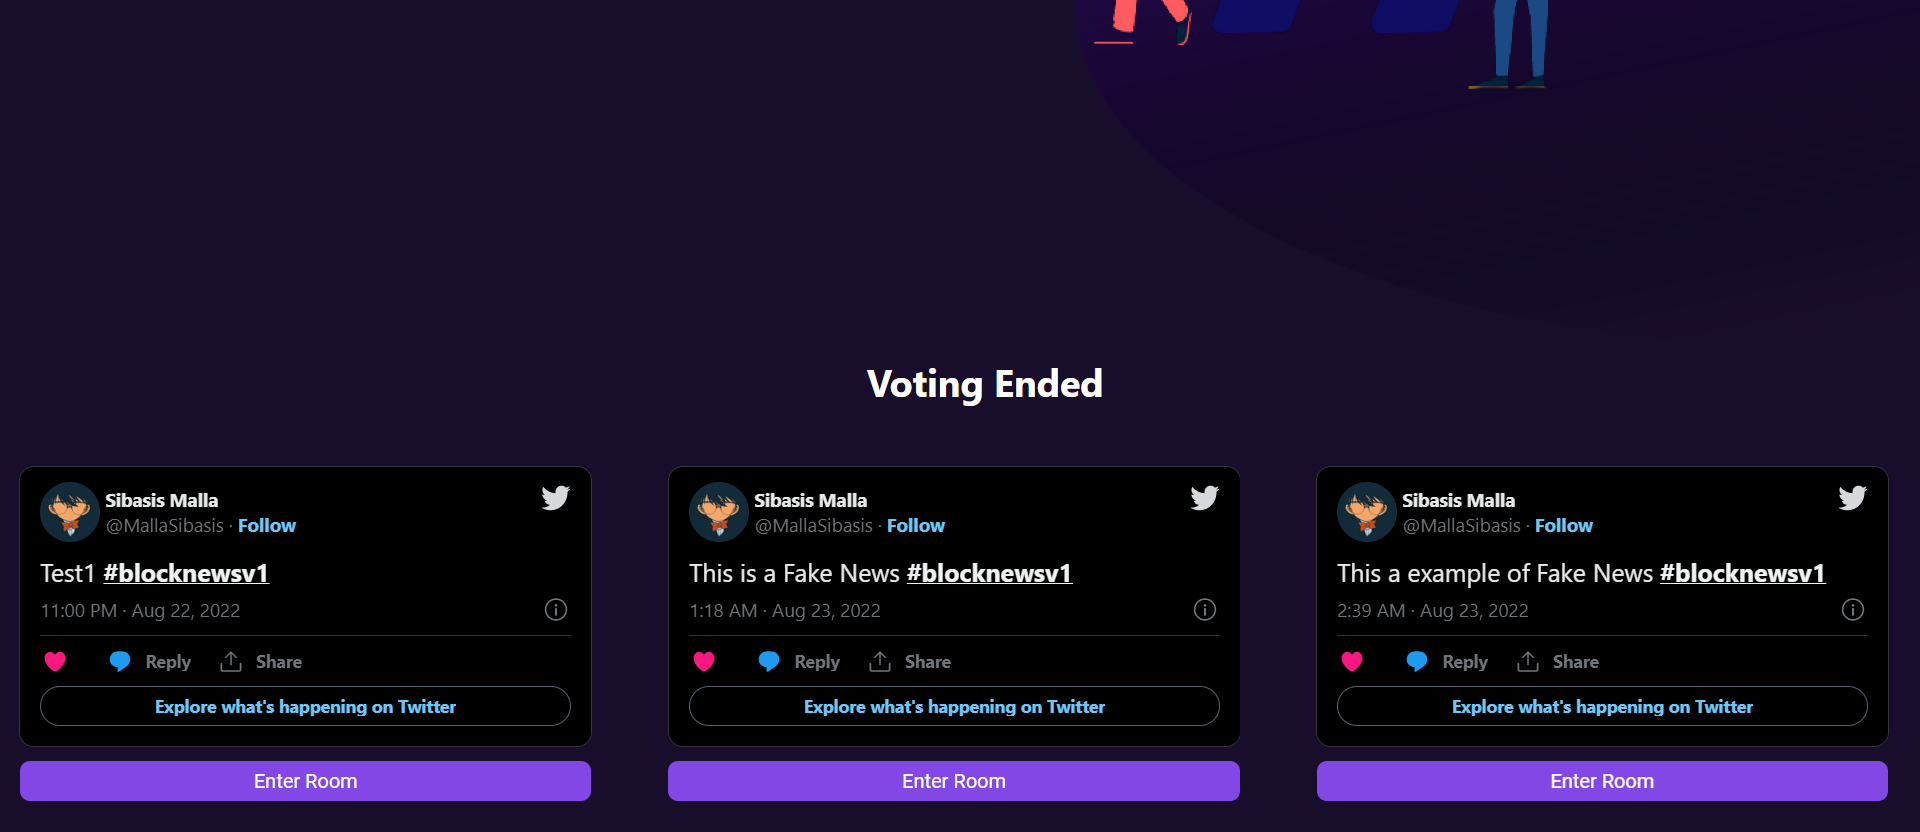 Voting Ended
Sibasis Malla
@MallaSibasis · Follow
Test1 #blocknewsv1
11:00 PM · Aug 22, 2022
Reply
Share
Explore what's happening on Twitter
Enter Room
Sibasis Malla
@MallaSibasis · Follow
This is a Fake News #blocknewsv1
1:18 AM · Aug 23, 2022
Reply
Share
Explore what's happening on Twitter
Enter Room
Sibasis Malla
@MallaSibasis · Follow
This a example of Fake News #blocknewsv1
2:39 AM · Aug 23, 2022
Reply
Share
Explore what's happening on Twitter
Enter Room